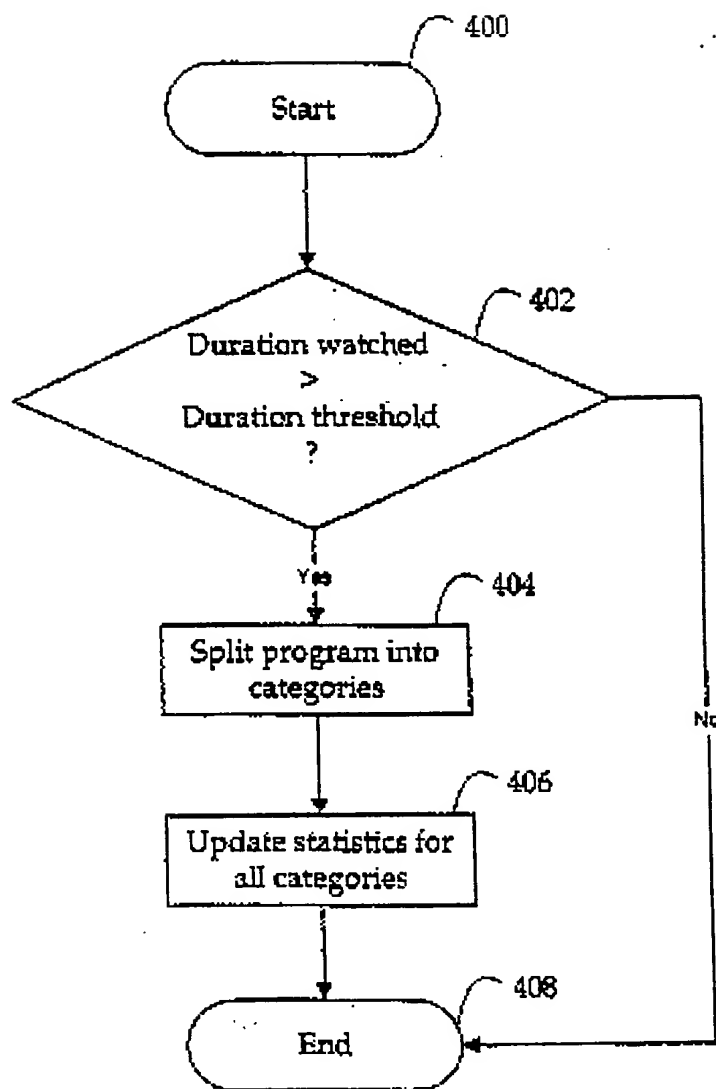 400
Start
402
Duration watched
>
Duration threshold
?
Yes
404
Split program into
categories
No
406
Update statistics for
all categories
408
End